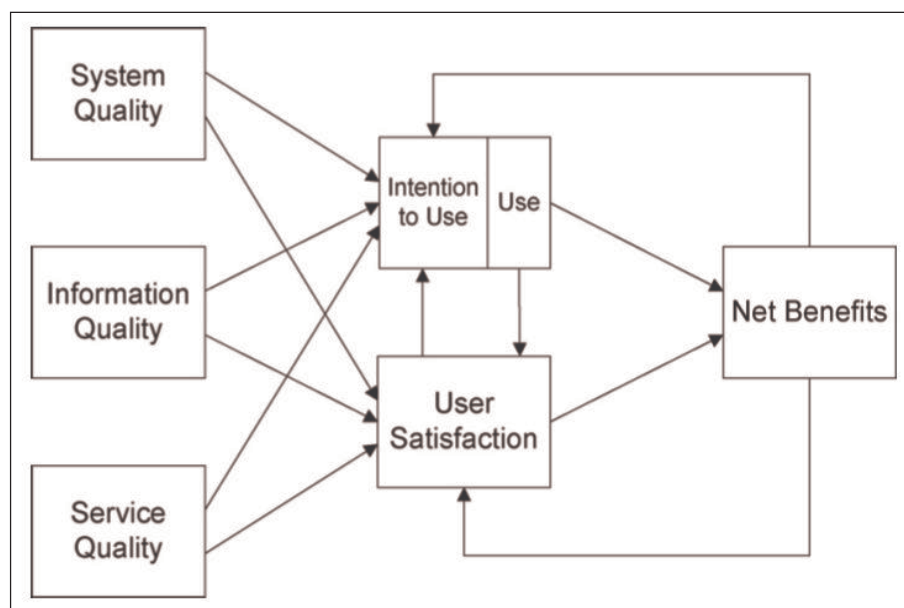 System
Quality
Intention
to Use
Use
Information
Quality
Net Benefits
User
Satisfaction
Service
Quality